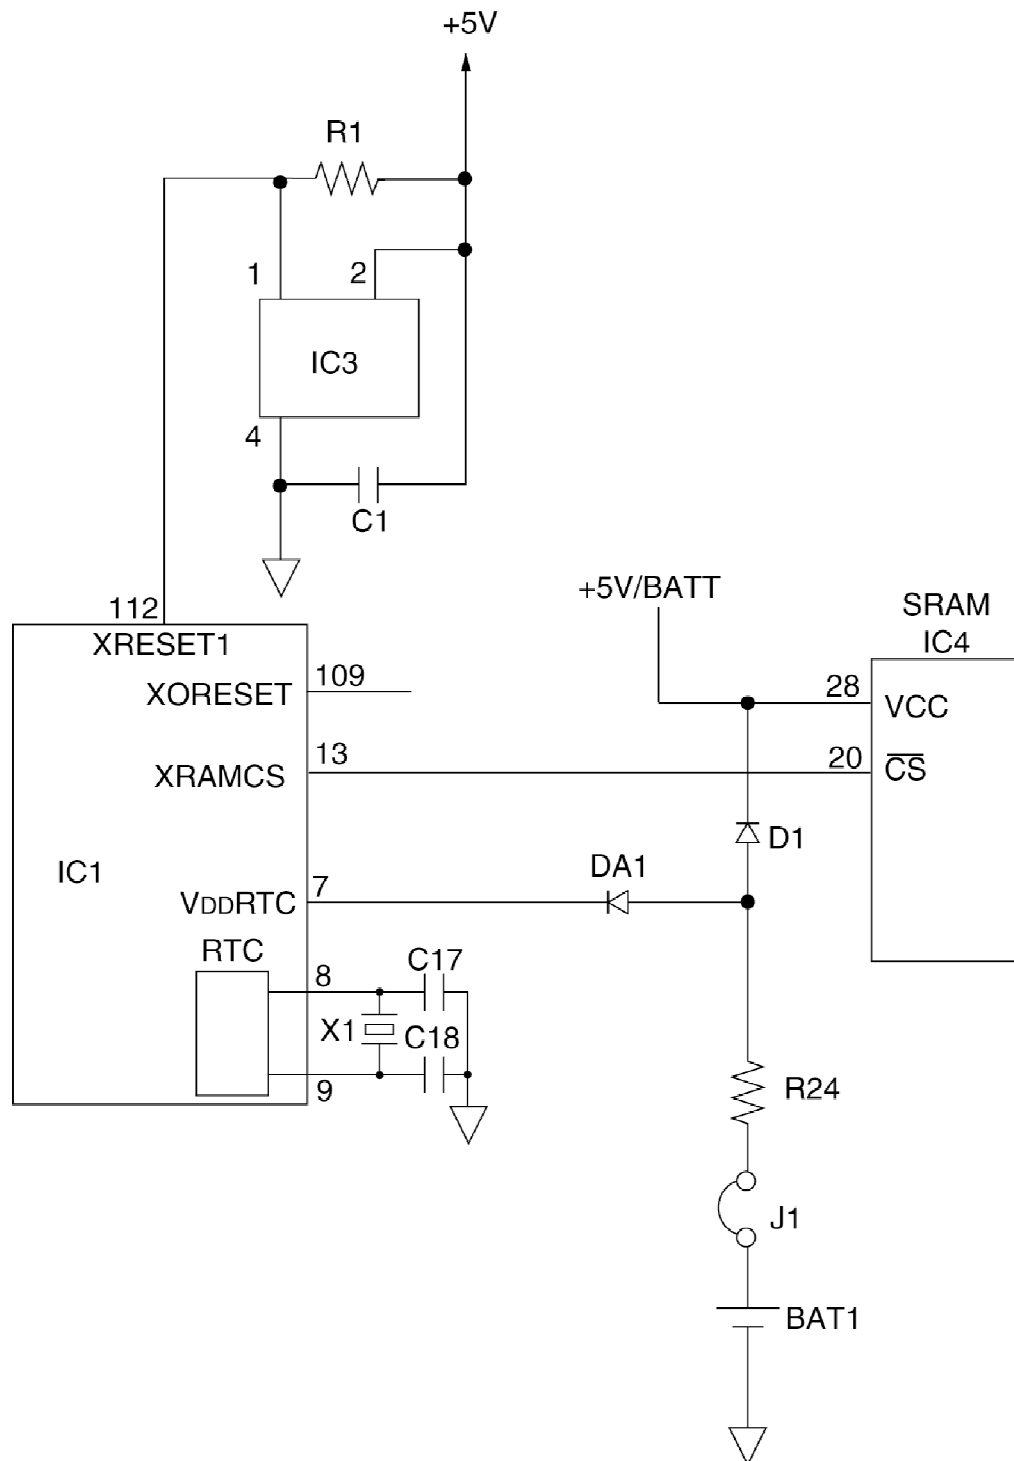 +5V
R1
1
2
IC3
4
C1
+5V/BATT
SRAM
IC4
112
XRESET1
109
XORESET
28
VCC
13
XRAMCS
20
CS
IC1
D1
DA1
7
VDDRTC
RTC
8
C17
X1
C18
9
R24
J1
BAT1